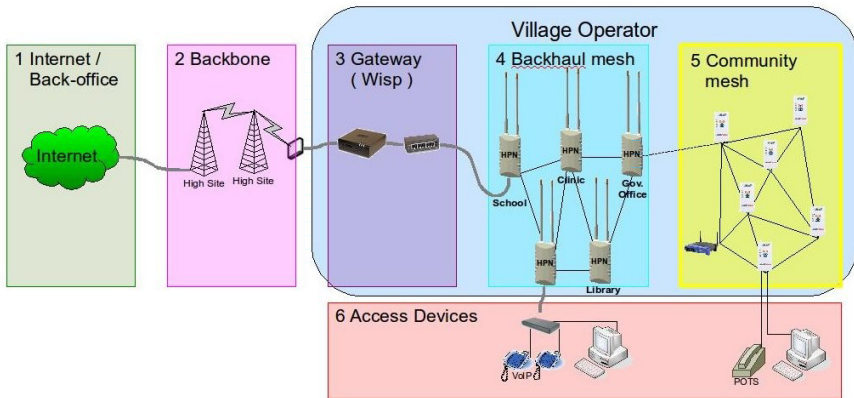 Village Operator
1 Internet /
Back-office
2 Backbone
3 Gateway
( Wisp )
4 Backhaul mesh
5 Community
mesh
Internet
High Site
High Site
HPN
School
HPN
Clinic
HPN
Gov.
Office
HPN
HPN
Library
6 Access Devices
VoIP
POTS